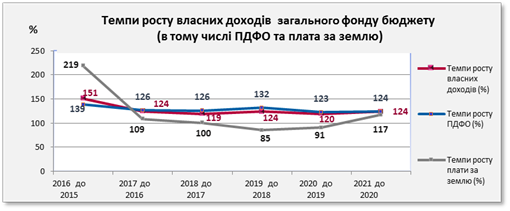 Темпи росту власних доходів загального фонду бюджету
(в тому числі ПДФО та плата за землю)
%
250
200
150
100
50
0
219
151
139
126
124
109
126
119
100
132
124
85
123
120
91
124
124
117
2016 до
2015
2017 до
2016
2018 до
2017
2019 до
2018
2020 до
2019
2021 до
2020
Темпи росту
власних
доходів (%)
Темпи росту
ПДФО (%)
Темпи росту
плати за
землю (%)